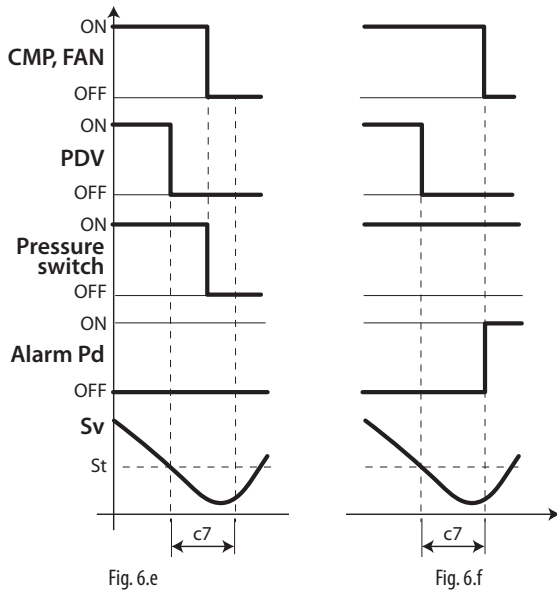 ON
CMP, FAN
OFF
ON
PDV
OFF
ON
Pressure
switch
OFF
ON
Alarm Pd
OFF
Sv
St
c7
c7
Fig. 6.e
Fig. 6.f